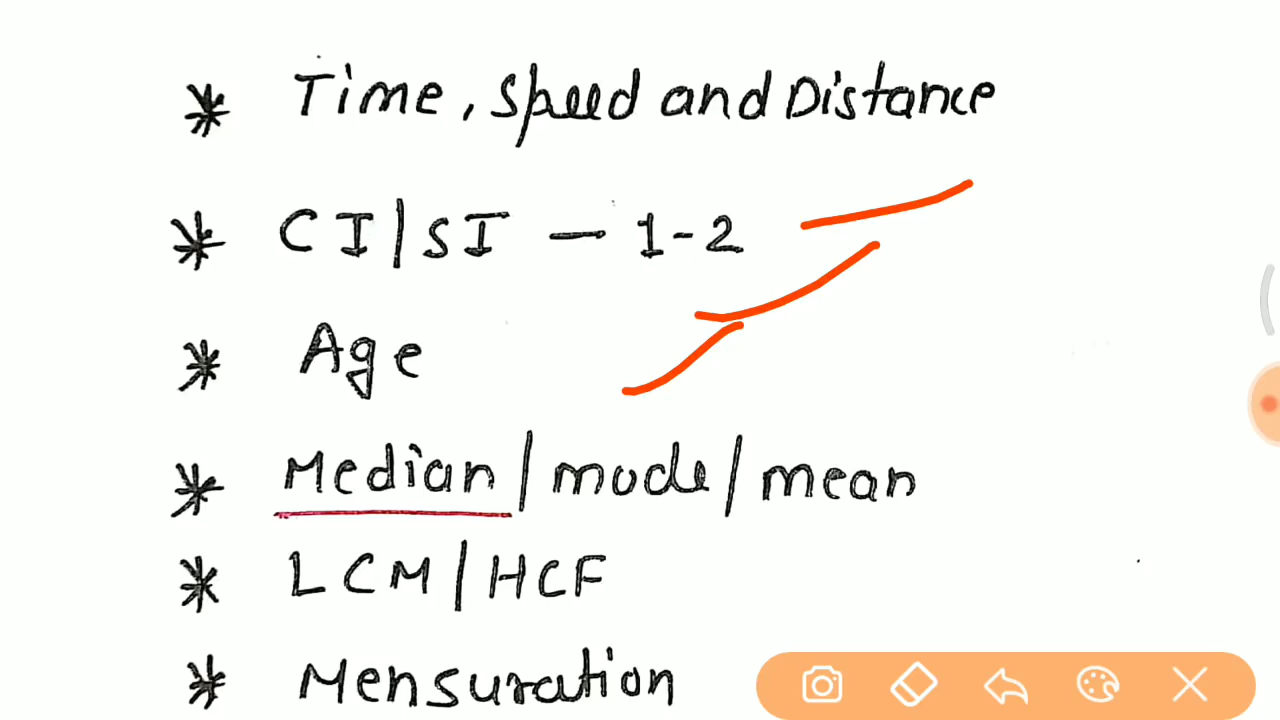 * Time, Speed and Distance
* CI/SI – 1-2
* Age
* Median/mode/mean
* LCM/HCF
* Mensuration